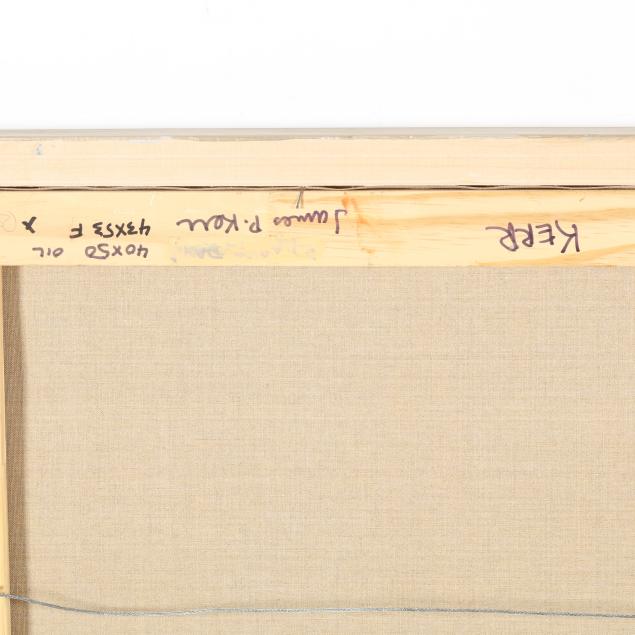 KERR
James P. Kerr
40X50 OIL
43X53 F X